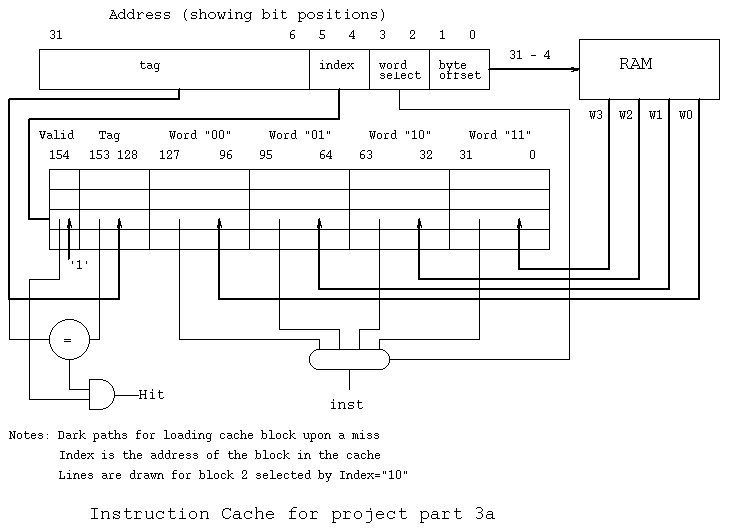 Address (showing bit positions)
31 6 5 4 3 2 1 0
tag index word select byte offset 31 - 4 RAM
W3 W2 W1 W0
Valid Tag Word "00" Word "01" Word "10" Word "11"
154 153 128 127 96 95 64 63 32 31 0
'1'
=
Hit
inst
Notes: Dark paths for loading cache block upon a miss
Index is the address of the block in the cache
Lines are drawn for block 2 selected by Index="10"
Instruction Cache for project part 3a